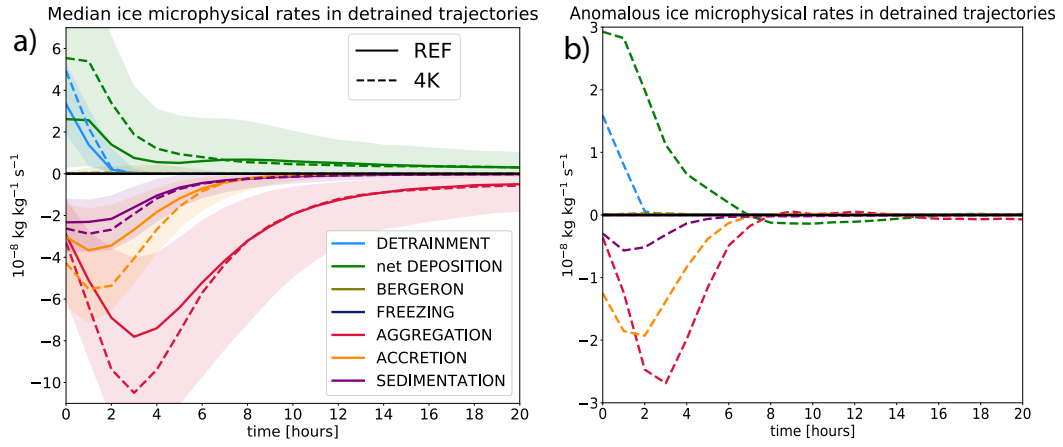 Median ice microphysical rates in detrained trajectories
a)
6
4
2
0
−2
−4
−6
−8
−10
10⁻⁸ kg kg⁻¹ s⁻¹
REF
4K
DETRAINMENT
net DEPOSITION
BERGERON
FREEZING
AGGREGATION
ACCRETION
SEDIMENTATION
0 2 4 6 8 10 12 14 16 18 20
time [hours]
Anomalous ice microphysical rates in detrained trajectories
b)
3
2
1
0
−1
−2
−3
10⁻⁸ kg kg⁻¹ s⁻¹
0 2 4 6 8 10 12 14 16 18 20
time [hours]